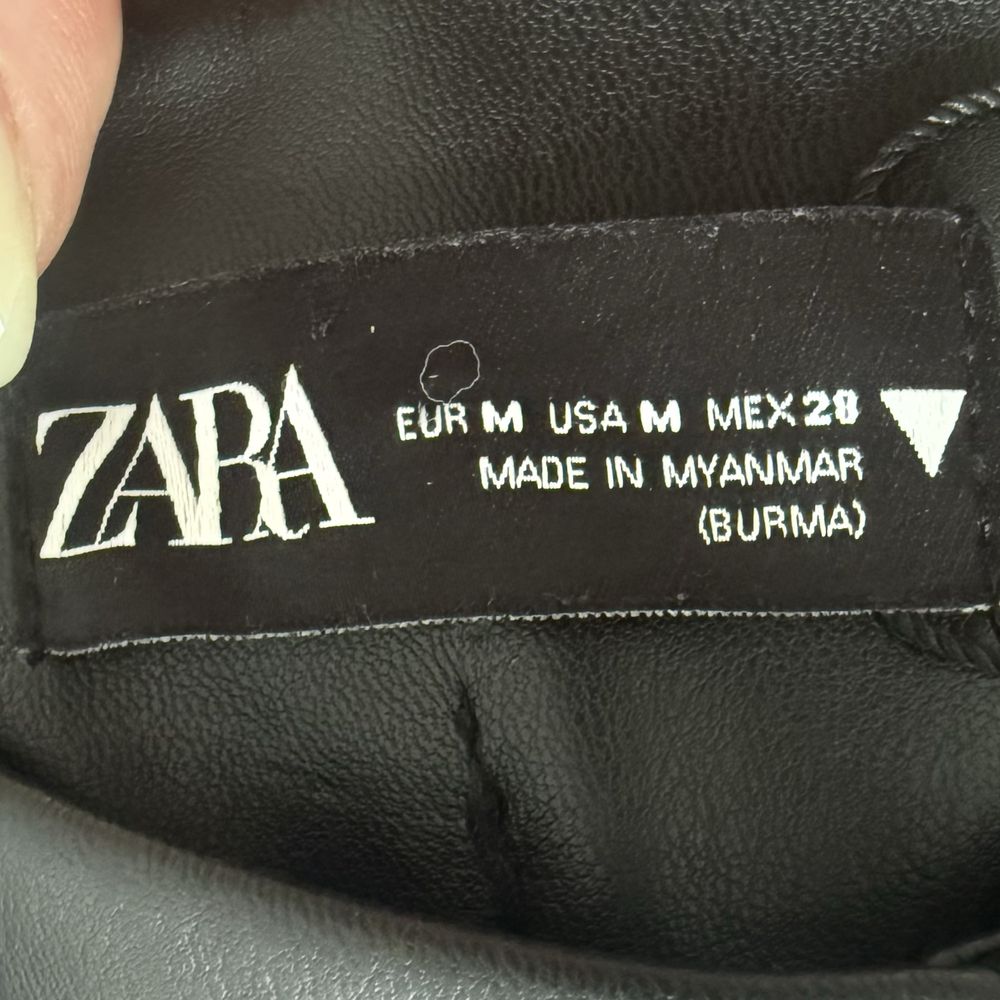 ZARA
EUR M USA M MEX 28
MADE IN MYANMAR
(BURMA)